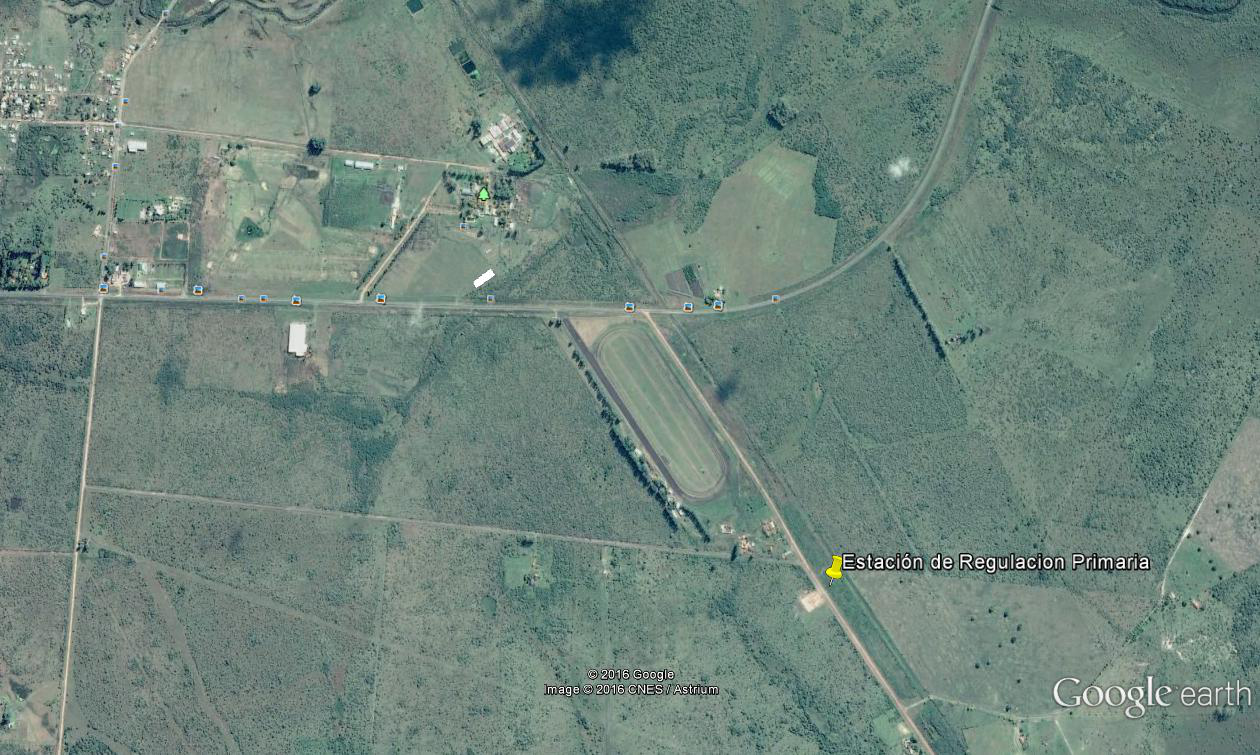 Estación de Regulacion Primaria
© 2016 Google
Image © 2016 CNES / Astrium
Google earth